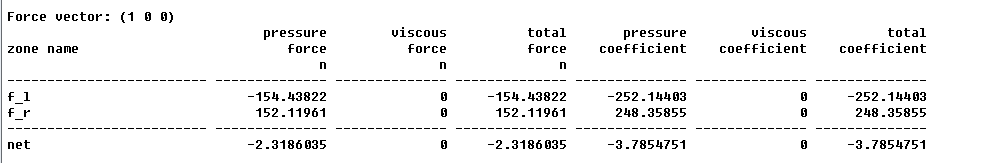 Force vector: (1 0 0)
pressure viscous total pressure viscous total
zone name force force force coefficient coefficient coefficient
n n n
------------------------- -------------- -------------- -------------- -------------- -------------- --------------
f_l -154.43822 0 -154.43822 -252.14403 0 -252.14403
f_r 152.11961 0 152.11961 248.35855 0 248.35855
------------------------- -------------- -------------- -------------- -------------- -------------- --------------
net -2.3186035 0 -2.3186035 -3.7854751 0 -3.7854751